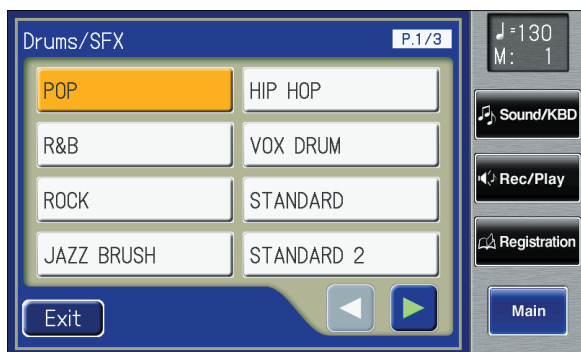 Drums/SFX
P.1/3
POP
HIP HOP
R&B
VOX DRUM
ROCK
STANDARD
JAZZ BRUSH
STANDARD 2
Exit
♩=130
M: 1
Sound/KBD
Rec/Play
Registration
Main